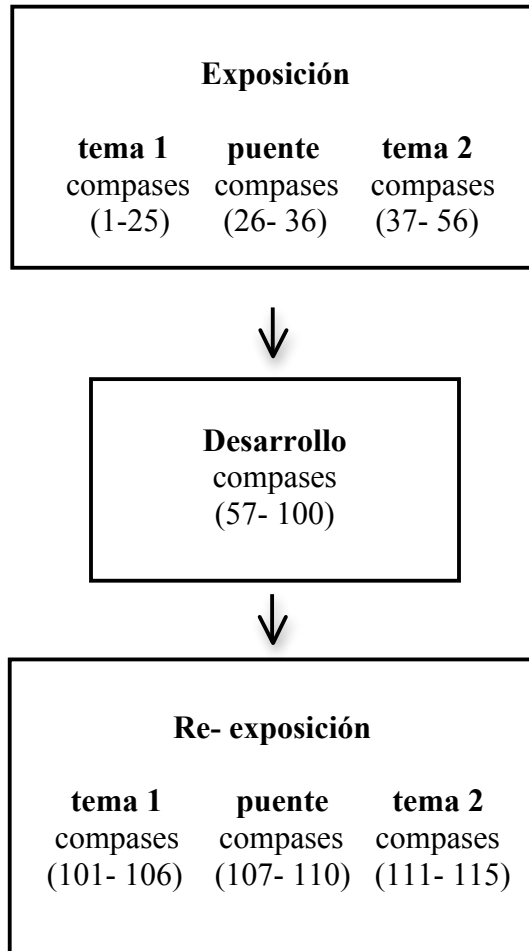 Exposición
tema 1 puente tema 2
compases compases compases
(1-25) (26- 36) (37- 56)
Desarrollo
compases
(57- 100)
Re- exposición
tema 1 puente tema 2
compases compases compases
(101- 106) (107- 110) (111- 115)